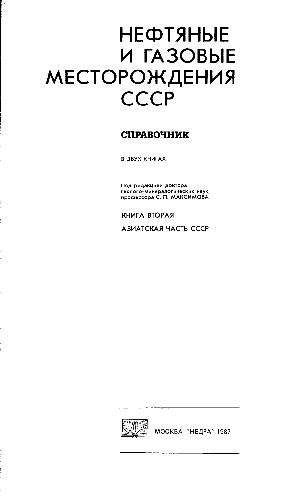 НЕФТЯНЫЕ
И ГАЗОВЫЕ
МЕСТОРОЖДЕНИЯ
СССР
СПРАВОЧНИК
В ДВУХ КНИГАХ
Под редакцией доктора
геолого-минералогических наук
профессора С. П. МАКСИМОВА
КНИГА ВТОРАЯ
АЗИАТСКАЯ ЧАСТЬ СССР
МОСКВА "НЕДРА" 1987